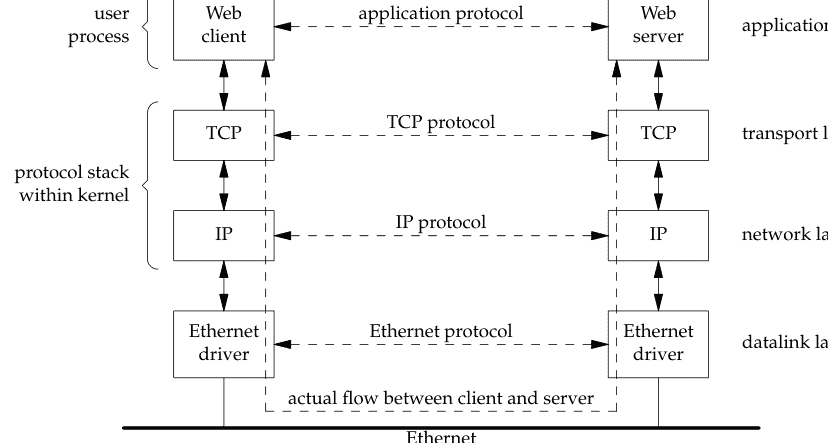 user
process
Web
client
application protocol
Web
server
application
TCP
TCP protocol
TCP
transport l
protocol stack
within kernel
IP
IP protocol
IP
network la
Ethernet
driver
Ethernet protocol
Ethernet
driver
datalink la
actual flow between client and server
Ethernet